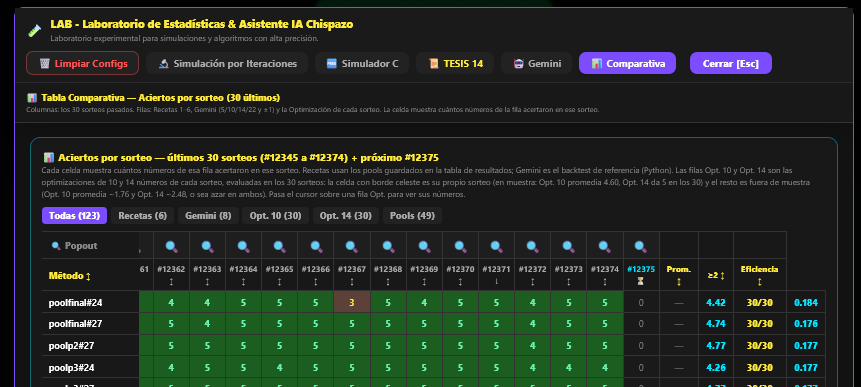 LAB - Laboratorio de Estadísticas & Asistente IA Chispazo
Laboratorio experimental para simulaciones y algoritmos con alta precisión.
Limpiar Configs Simulación por Iteraciones Simulador C TESIS 14 Gemini Comparativa Cerrar [Esc]
Tabla Comparativa — Aciertos por sorteo (30 últimos)
Columnas: los 30 sorteos pasados. Filas: Recetas 1-6, Gemini (5/10/14/22 y ±1) y la Optimización de cada sorteo. La celda muestra cuántos números de la fila acertaron en ese sorteo.
Aciertos por sorteo — últimos 30 sorteos (#12345 a #12374) + próximo #12375
Cada celda muestra cuántos números de esa fila acertaron en ese sorteo. Recetas usan los pools guardados en la tabla de resultados; Gemini es el backtest de referencia (Python). Las filas Opt. 10 y Opt. 14 son las
optimizaciones de 10 y 14 números de cada sorteo, evaluadas en los 30 sorteos: la celda con borde celeste es su propio sorteo (en muestra: Opt. 10 promedia 4.60, Opt. 14 da 5 en los 30) y el resto es fuera de muestra
(Opt. 10 promedio ~1.76 y Opt. 14 ~2.48, o sea azar en ambos). Pasa el cursor sobre una fila Opt. para ver sus números.
Todas (123) Recetas (6) Gemini (8) Opt. 10 (30) Opt. 14 (30) Pools (49)
Popout
Método ↕ 61 #12362 ↕ #12363 ↕ #12364 ↕ #12365 ↕ #12366 ↕ #12367 ↕ #12368 ↕ #12369 ↕ #12370 ↕ #12371 ↓ #12372 ↕ #12373 ↕ #12374 ↕ #12375 Prom. ↕ ≥2 ↕ Eficiencia ↕
poolfinal#24 4 4 5 5 5 3 5 4 5 5 4 5 5 0 — 4.42 30/30 0.184
poolfinal#27 5 4 5 5 5 5 5 5 5 5 4 5 5 0 — 4.74 30/30 0.176
poolp2#27 5 5 5 5 5 5 5 5 5 5 4 5 5 0 — 4.77 30/30 0.177
poolp3#24 4 5 5 4 5 5 5 5 5 5 4 4 4 0 — 4.26 30/30 0.177